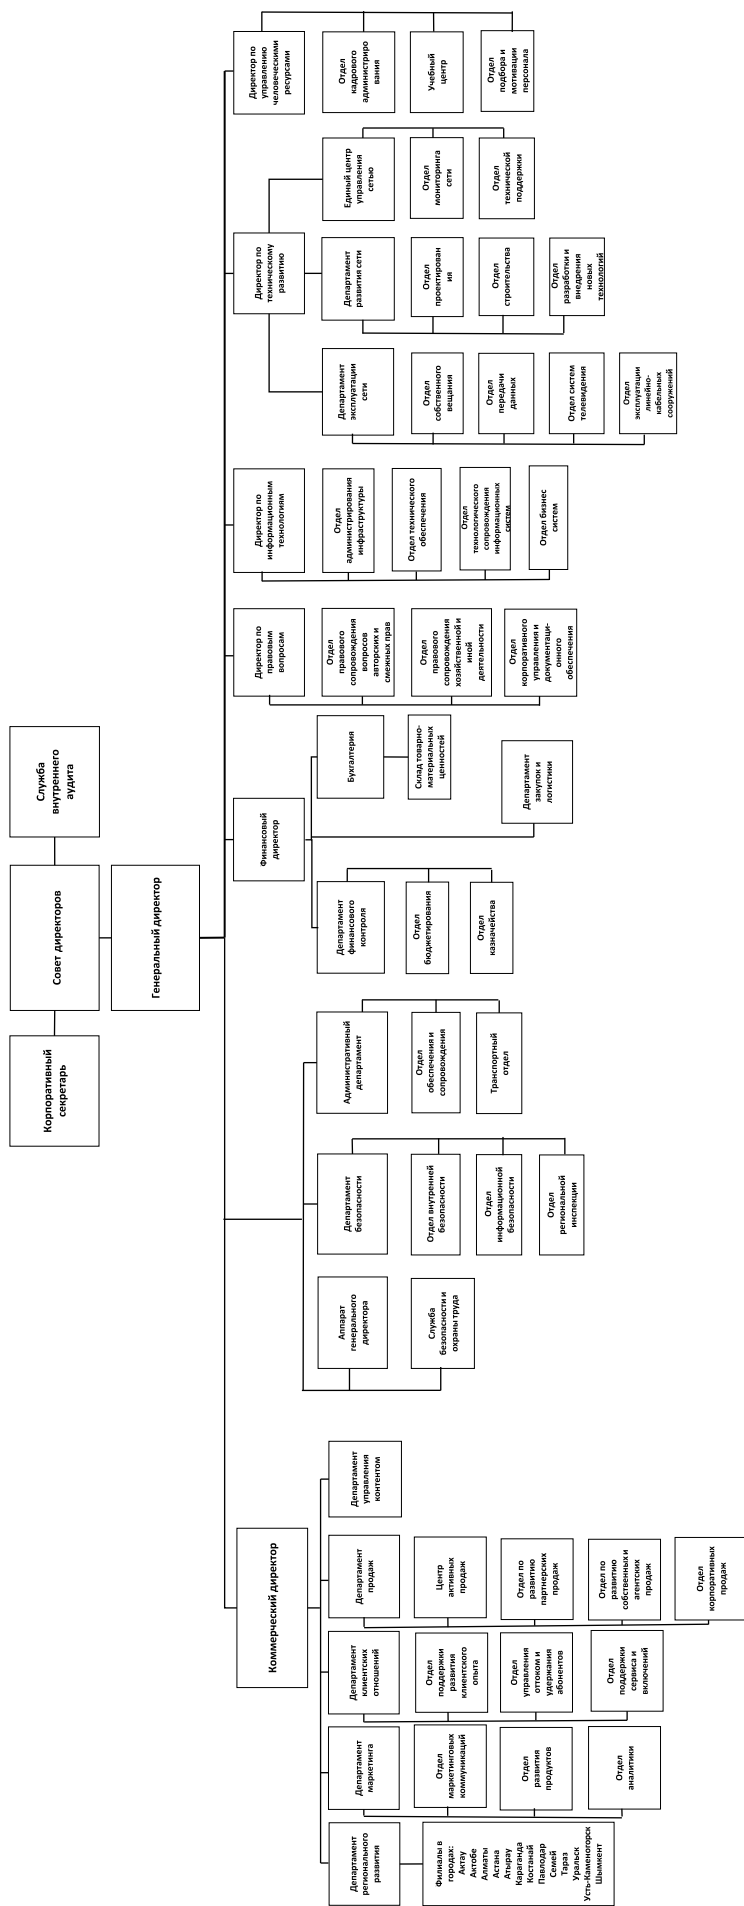 Служба
внутреннего
аудита
Совет директоров
Корпоративный
секретарь
Генеральный директор
Коммерческий директор
Департамент
регионального
развития
Филиалы в
городах:
Актау
Актобе
Алматы
Астана
Атырау
Караганда
Костанай
Павлодар
Семей
Тараз
Уральск
Усть-Каменогорск
Шымкент
Департамент
маркетинга
Отдел
маркетинговых
коммуникаций
Отдел
развития
продуктов
Отдел
аналитики
Департамент
клиентских
отношений
Отдел
поддержки
развития
клиентского
опыта
Отдел
управления
оттоком и
удержания
абонентов
Отдел
поддержки
сервиса и
включений
Департамент
продаж
Центр
активных
продаж
Отдел по
развитию
партнерских
продаж
Отдел по
развитию
собственных и
агентских
продаж
Отдел
корпоративных
продаж
Департамент
управления
контентом
Аппарат
генерального
директора
Служба
безопасности и
охраны труда
Департамент
безопасности
Отдел внутренней
безопасности
Отдел
информационной
безопасности
Отдел
региональной
инспекции
Административный
департамент
Отдел
обеспечения и
сопровождения
Транспортный
отдел
Финансовый
директор
Департамент
финансового
контроля
Отдел
бюджетирования
Отдел
казначейства
Бухгалтерия
Склад товарно-
материальных
ценностей
Департамент
закупок и
логистики
Директор по
правовым
вопросам
Отдел
правового
сопровождения
вопросов
авторских и
смежных прав
Отдел
правового
сопровождения
хозяйственной и
иной
деятельности
Отдел
корпоративного
управления и
документаци-
онного
обеспечения
Директор по
информационным
технологиям
Отдел
администрирования
инфраструктуры
Отдел технического
обеспечения
Отдел
технологического
сопровождения
информационных
систем
Отдел бизнес
систем
Директор по
техническому
развитию
Департамент
эксплуатации
сети
Отдел
собственного
вещания
Отдел
передачи
данных
Отдел систем
телевидения
Отдел
эксплуатации
линейно-
кабельных
сооружений
Департамент
развития сети
Отдел
проектирован
ия
Отдел
строительства
Отдел
разработки и
внедрения
новых
технологий
Единый центр
управления
сетью
Отдел
мониторинга
сети
Отдел
технической
поддержки
Директор по
управлению
человеческими
ресурсами
Отдел
кадрового
администриро
вания
Учебный
центр
Отдел
подбора и
мотивации
персонала